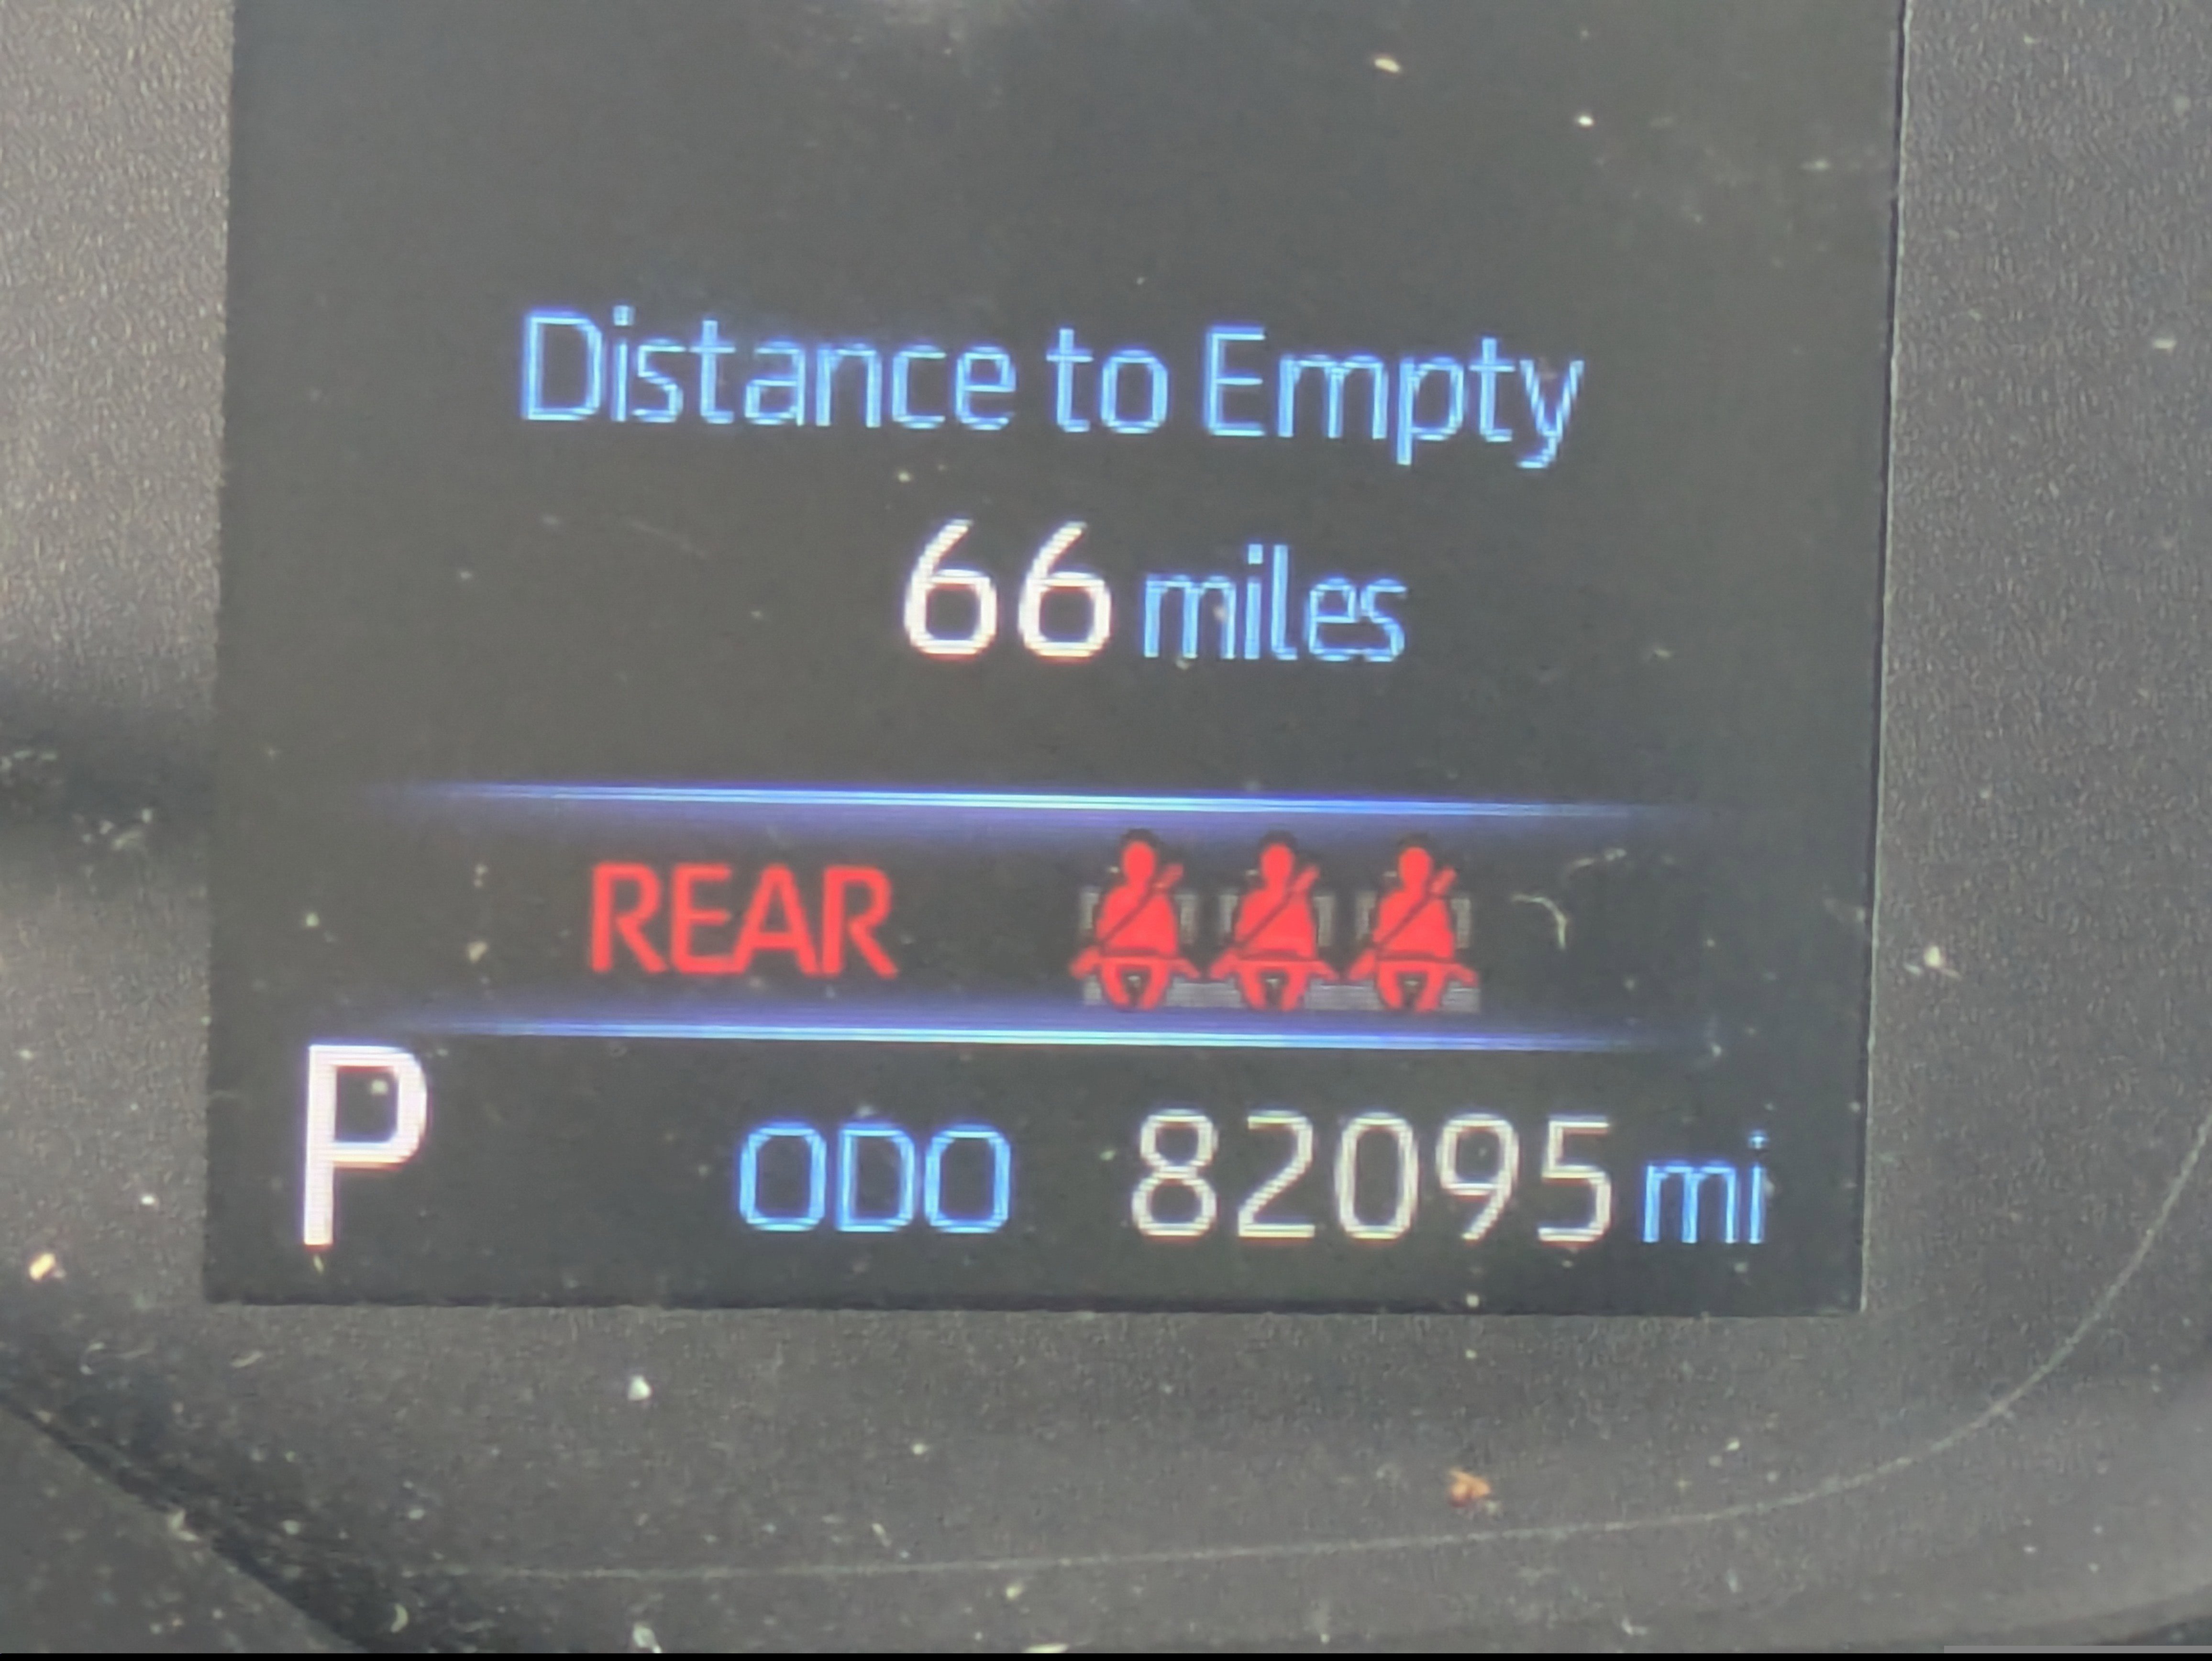 Distance to Empty
66 miles
REAR
P ODO 82095 mi